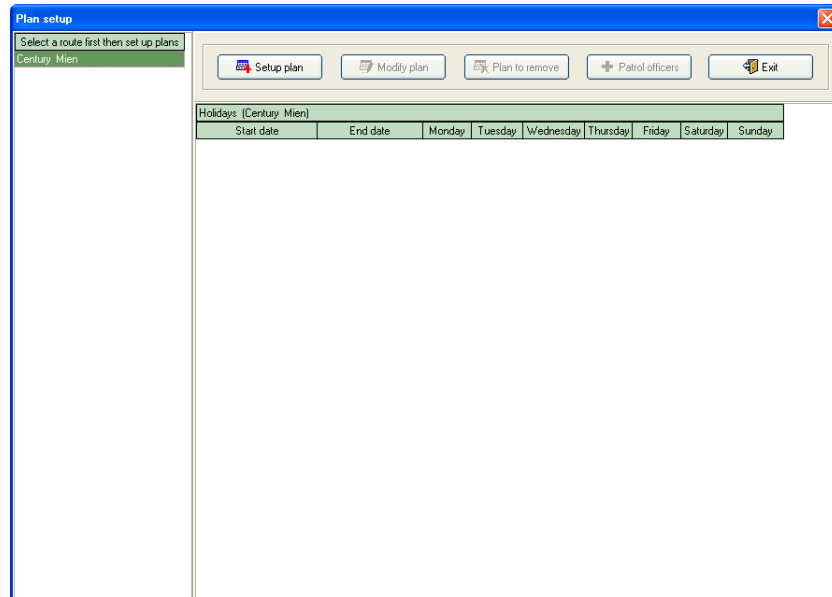 Plan setup
Select a route first then set up plans
Century Mien
Setup plan
Modify plan
Plan to remove
Patrol officers
Exit
Holidays (Century Mien)
Start date End date Monday Tuesday Wednesday Thursday Friday Saturday Sunday